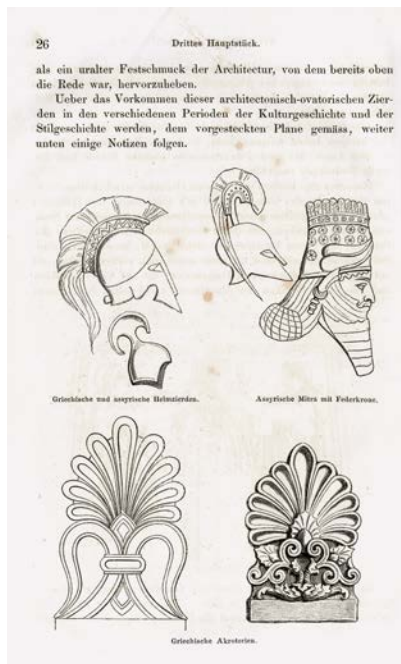 26
Drittes Hauptstück.
als ein uralter Festschmuck der Architectur, von dem bereits oben
die Rede war, hervorzuheben.
Ueber das Vorkommen dieser architectonisch-ovatorischen Zier-
den in den verschiedenen Perioden der Kulturgeschichte und der
Stilgeschichte werden, dem vorgesteckten Plane gemäss, weiter
unten einige Notizen folgen.
Griechische und assyrische Helmzierden.
Assyrische Mitra mit Federkrone.
Griechische Akroterien.